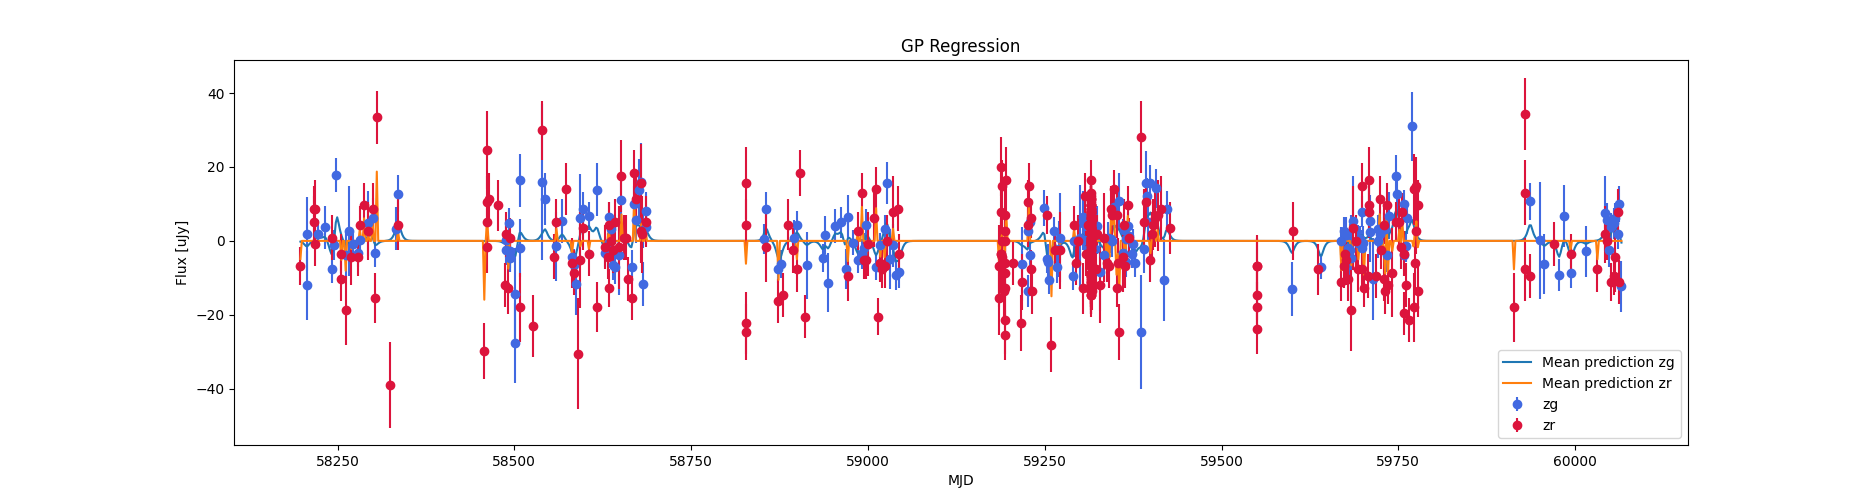 GP Regression
Flux [uJy]
40
20
0
−20
−40
58250
58500
58750
59000
59250
59500
59750
60000
MJD
Mean prediction zg
Mean prediction zr
zg
zr